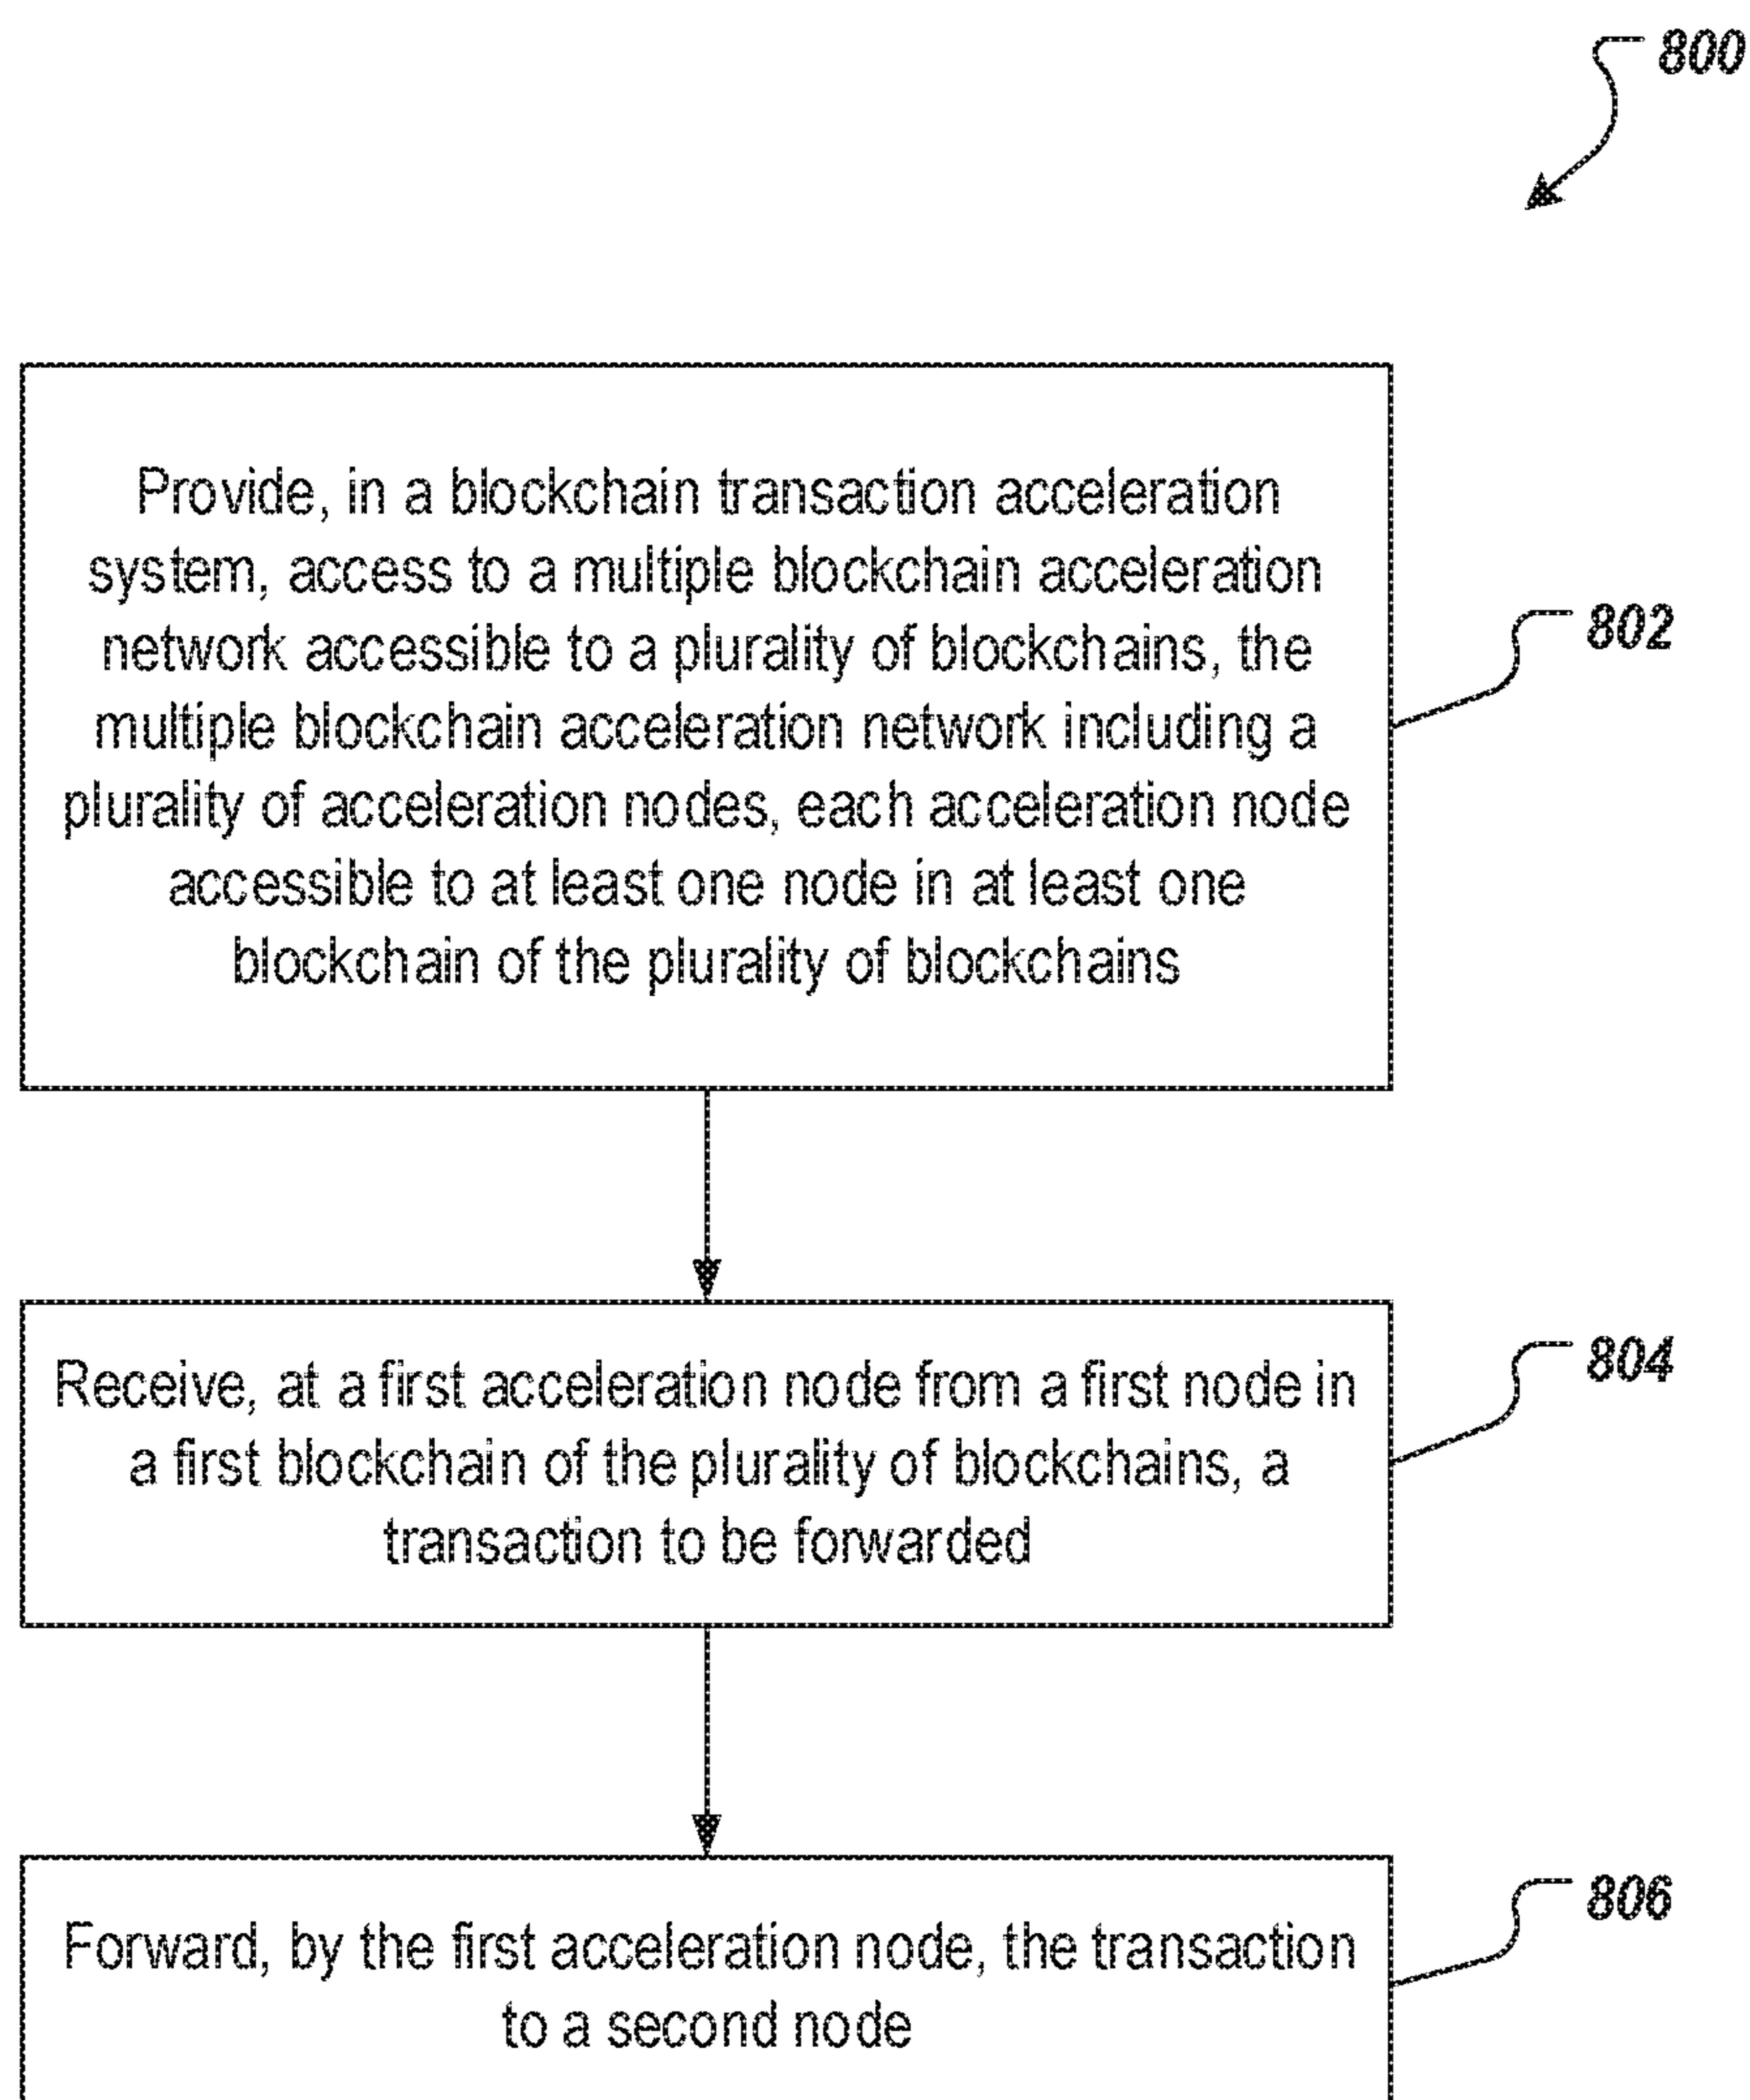 800
Provide, in a blockchain transaction acceleration
system, access to a multiple blockchain acceleration
network accessible to a plurality of blockchains, the
multiple blockchain acceleration network including a
plurality of acceleration nodes, each acceleration node
accessible to at least one node in at least one
blockchain of the plurality of blockchains
802
Receive, at a first acceleration node from a first node in
a first blockchain of the plurality of blockchains, a
transaction to be forwarded
804
Forward, by the first acceleration node, the transaction
to a second node
806